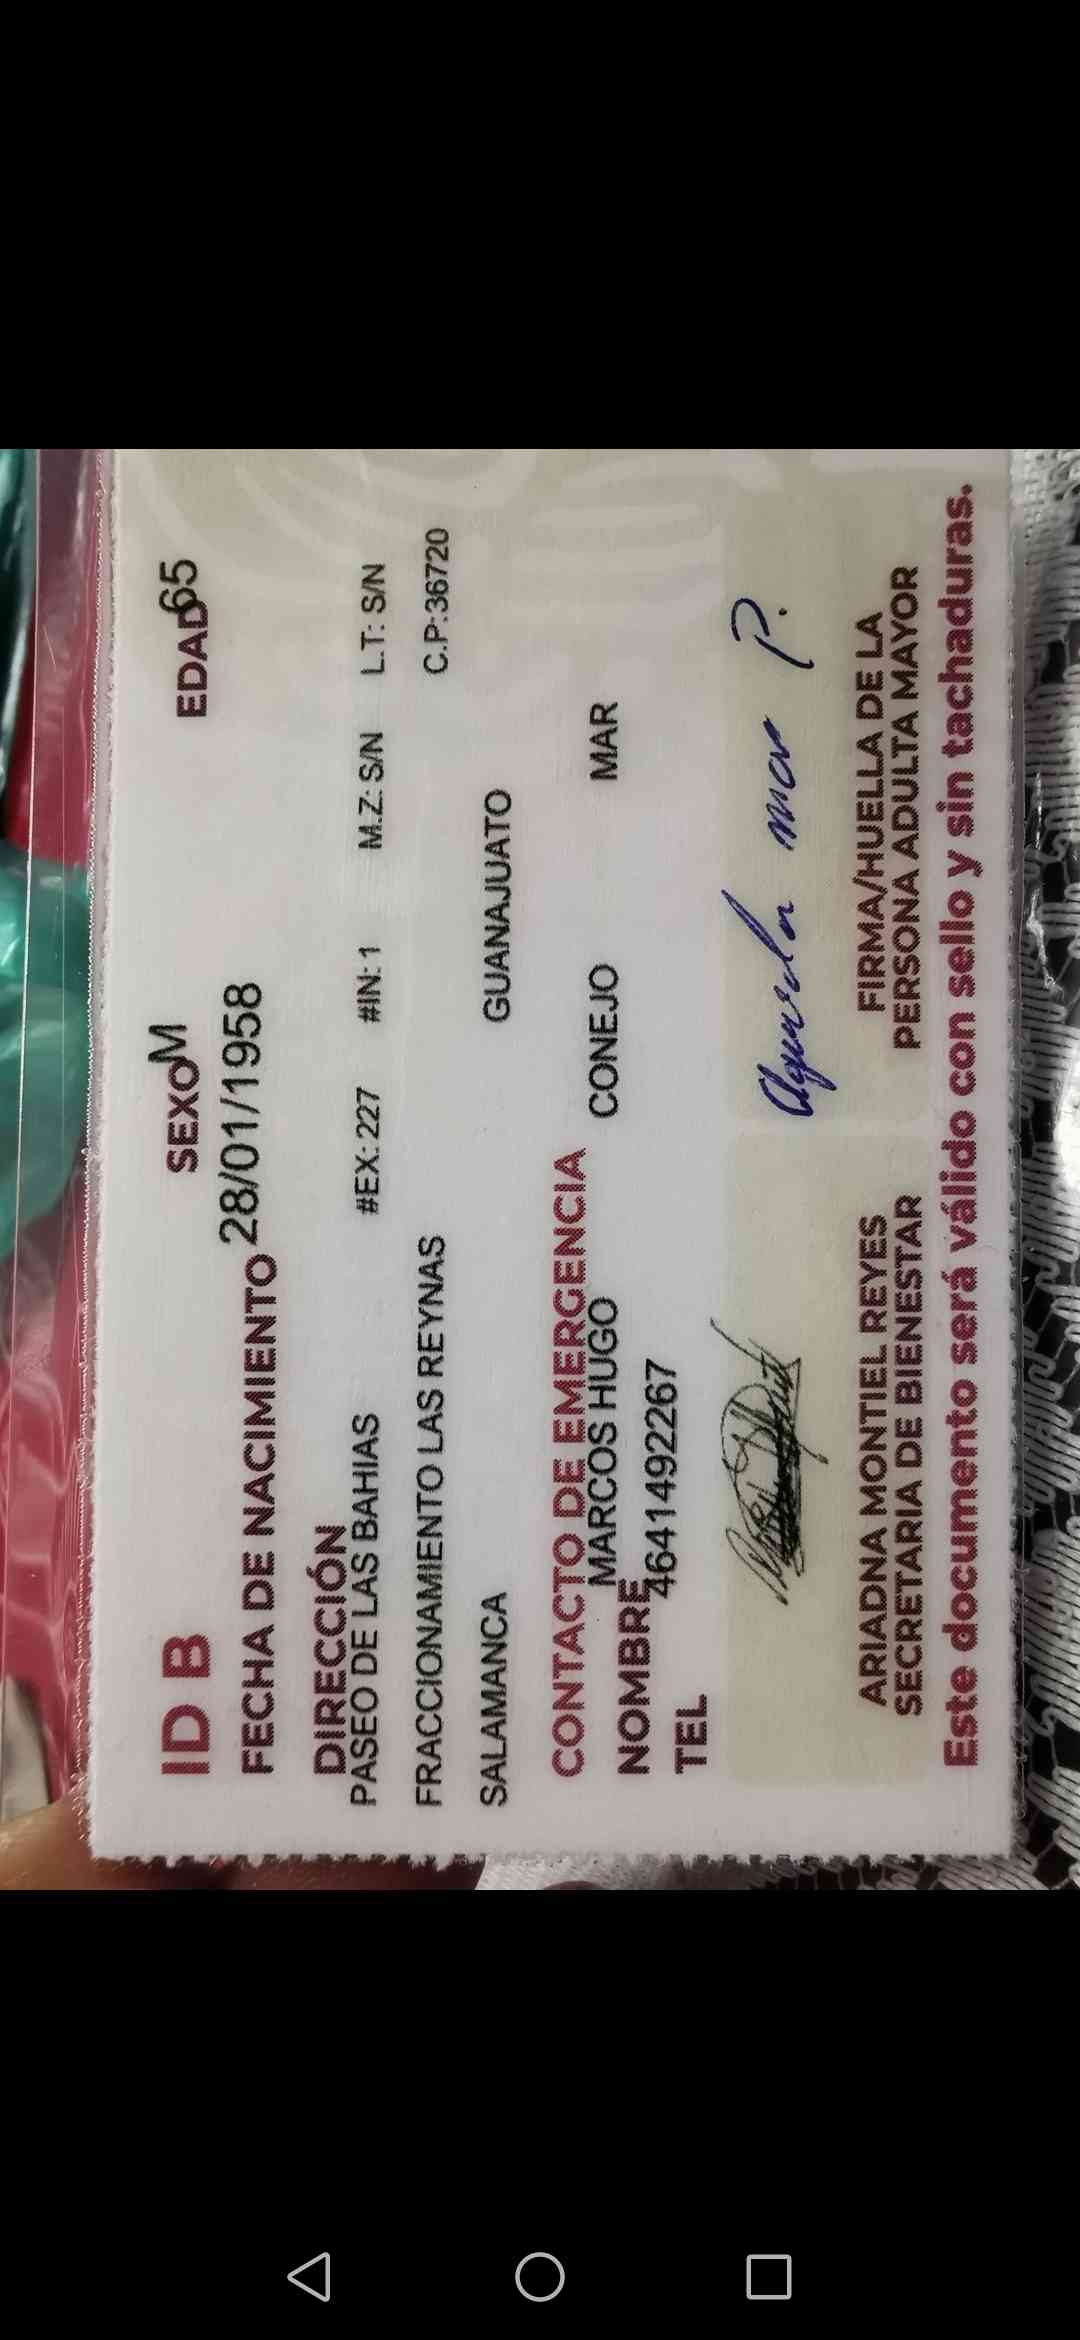 ID B SEXO M EDAD 65
FECHA DE NACIMIENTO 28/01/1958
DIRECCIÓN
PASEO DE LAS BAHIAS #EX: 227 #IN: 1 M.Z: S/N L.T: S/N
FRACCIONAMIENTO LAS REYNAS C.P:36720
SALAMANCA GUANAJUATO
CONTACTO DE EMERGENCIA
NOMBRE MARCOS HUGO CONEJO MAR
TEL 4641492267
mar P.
ARIADNA MONTIEL REYES
SECRETARIA DE BIENESTAR
FIRMA/HUELLA DE LA
PERSONA ADULTA MAYOR
Este documento será válido con sello y sin tachaduras.